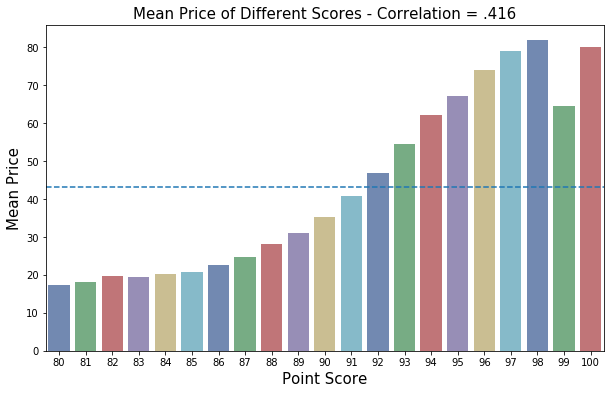 Mean Price of Different Scores - Correlation = .416
Mean Price
80
70
60
50
40
30
20
10
0
80 81 82 83 84 85 86 87 88 89 90 91 92 93 94 95 96 97 98 99 100
Point Score